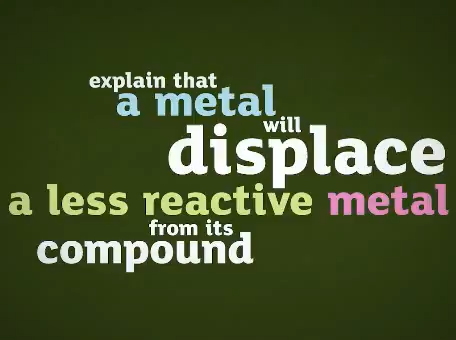 explain that
a metal
will
displace
a less reactive metal
from its
compound